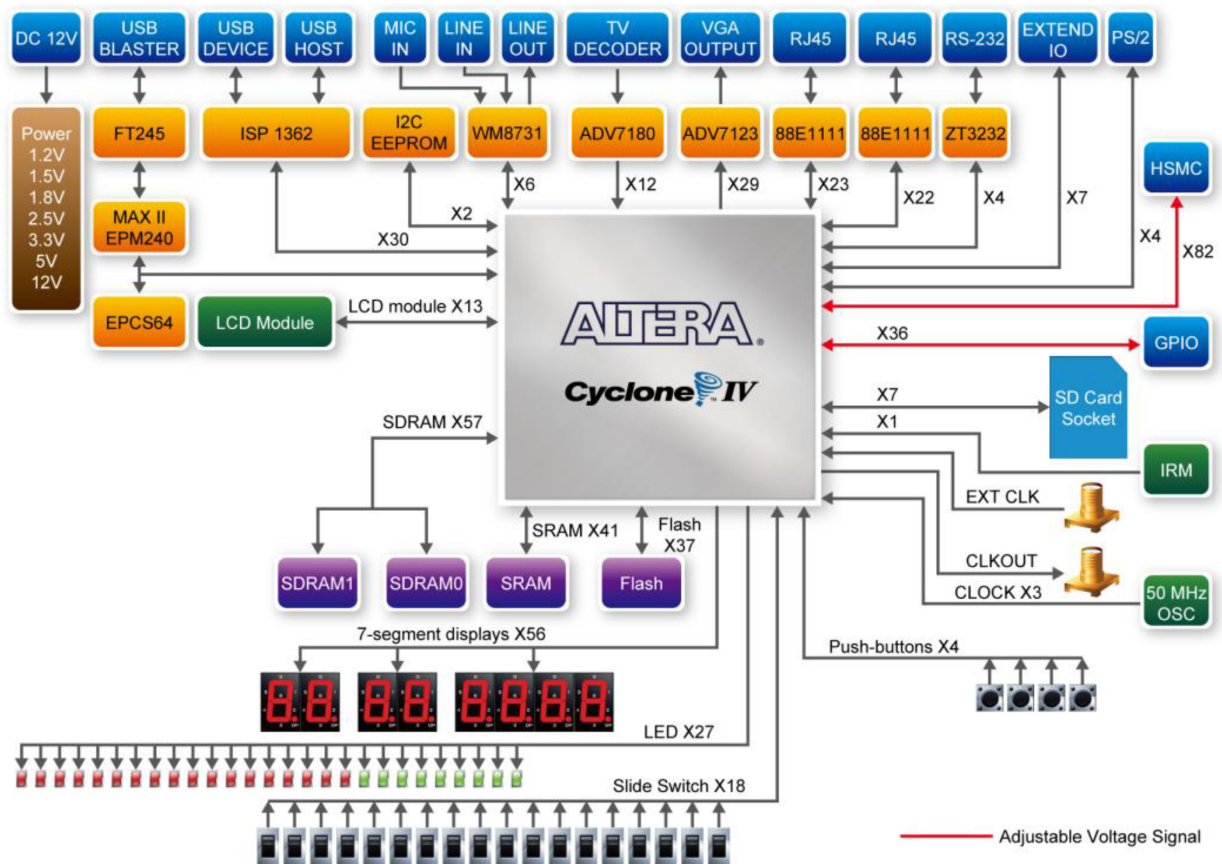 DC 12V
USB
BLASTER
USB
DEVICE
USB
HOST
MIC
IN
LINE
IN
LINE
OUT
TV
DECODER
VGA
OUTPUT
RJ45
RJ45
RS-232
EXTEND
IO
PS/2
Power
1.2V
1.5V
1.8V
2.5V
3.3V
5V
12V
FT245
ISP 1362
I2C
EEPROM
WM8731
ADV7180
ADV7123
88E1111
88E1111
ZT3232
HSMC
MAX II
EPM240
X2
X30
X6
X12
X29
X23
X22
X4
X7
X4
X82
EPCS64
LCD Module
LCD module X13
ALTERA®
Cyclone™ IV
X36
GPIO
X7
SD Card
Socket
X1
IRM
EXT CLK
CLKOUT
CLOCK X3
50 MHz
OSC
SDRAM X57
SRAM X41
Flash
X37
SDRAM1
SDRAM0
SRAM
Flash
7-segment displays X56
Push-buttons X4
LED X27
Slide Switch X18
Adjustable Voltage Signal